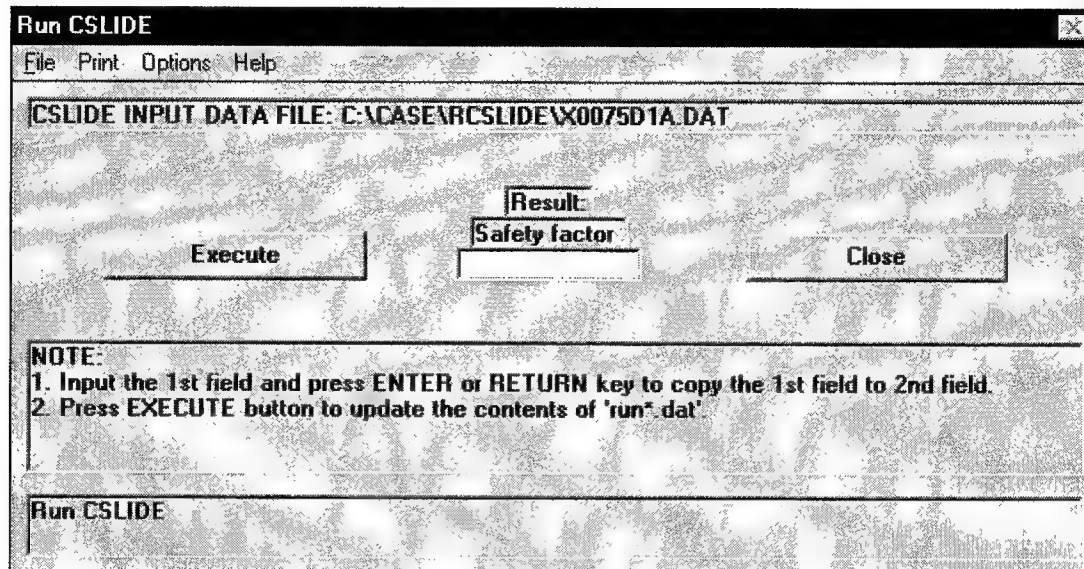 Run CSLIDE
File Print Options Help
CSLIDE INPUT DATA FILE: C:\CASE\RCSLIDE\X0075D1A.DAT
Result:
Safety factor
Execute
Close
NOTE:
1. Input the 1st field and press ENTER or RETURN key to copy the 1st field to 2nd field.
2. Press EXECUTE button to update the contents of 'run*.dat'.
Run CSLIDE